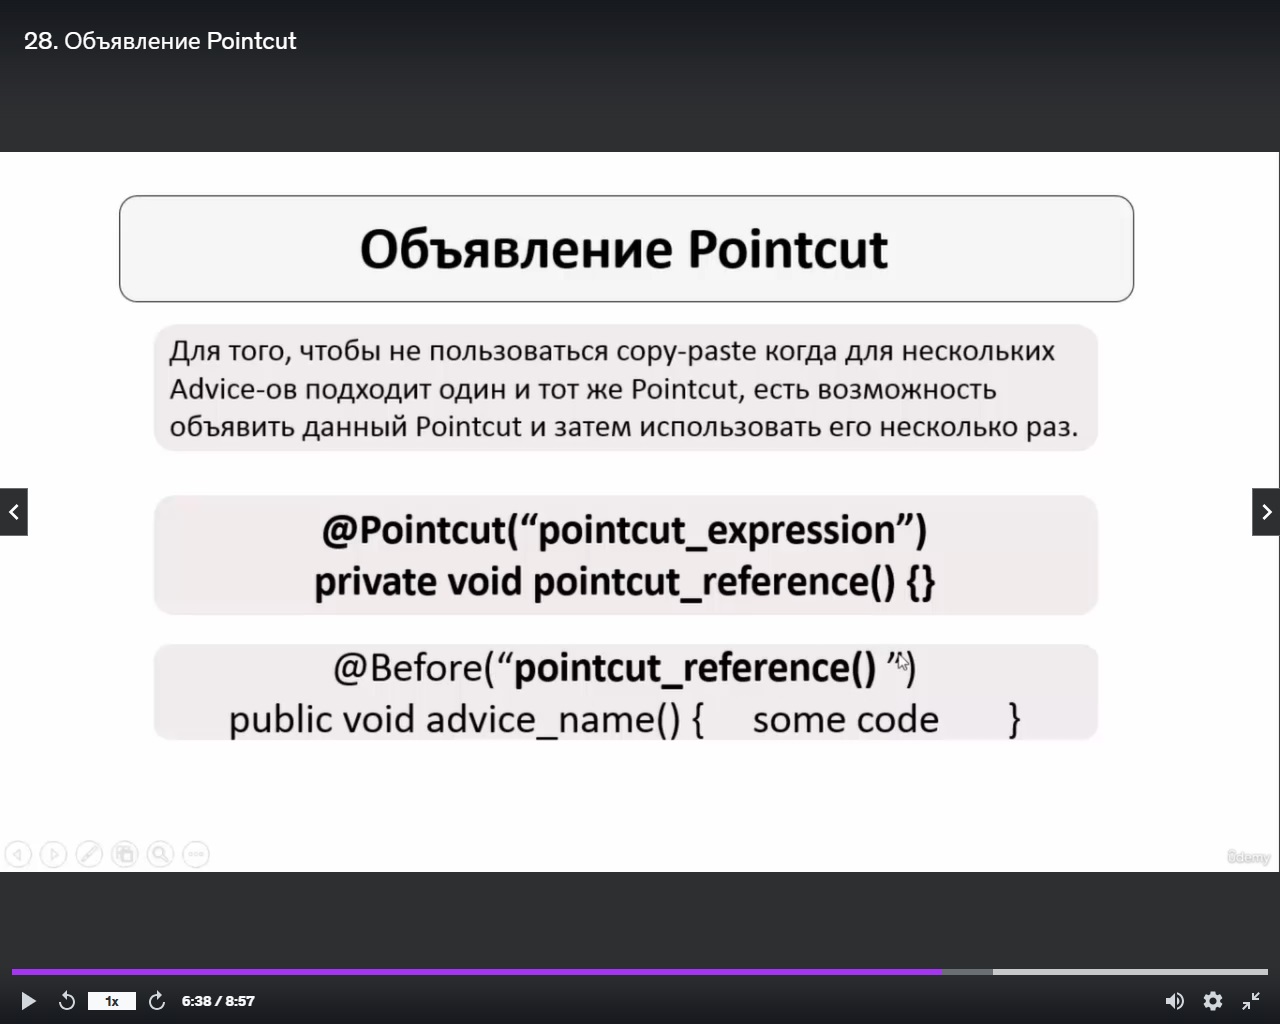 28. Объявление Pointcut
Объявление Pointcut
Для того, чтобы не пользоваться copy-paste когда для нескольких
Advice-ов подходит один и тот же Pointcut, есть возможность
объявить данный Pointcut и затем использовать его несколько раз.
@Pointcut(“pointcut_expression”)
private void pointcut_reference() {}
@Before(“pointcut_reference() ”)
public void advice_name() { some code }
ûdemy
1x
6:38 / 8:57